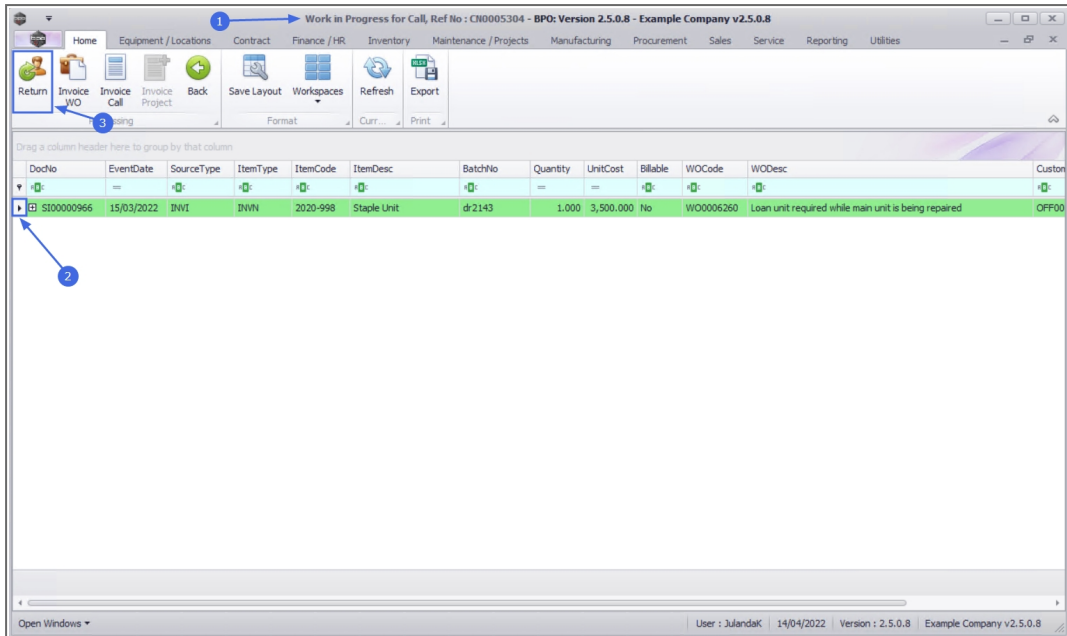 1
Work in Progress for Call, Ref No : CN0005304 - BPO: Version 2.5.0.8 - Example Company v2.5.0.8
Home Equipment / Locations Contract Finance / HR Inventory Maintenance / Projects Manufacturing Procurement Sales Service Reporting Utilities
Return Invoice WO Invoice Call Invoice Project Back Save Layout Workspaces Refresh Export
3
Format Curr... Print
Drag a column header here to group by that column
DocNo EventDate SourceType ItemType ItemCode ItemDesc BatchNo Quantity UnitCost Billable WOCode WODesc Custom
= = =
SI00000966 15/03/2022 INVI INVN 2020-998 Staple Unit dr2143 1.000 3,500.000 No WO0006260 Loan unit required while main unit is being repaired OFF00
2
Open Windows User : JulandaK 14/04/2022 Version : 2.5.0.8 Example Company v2.5.0.8